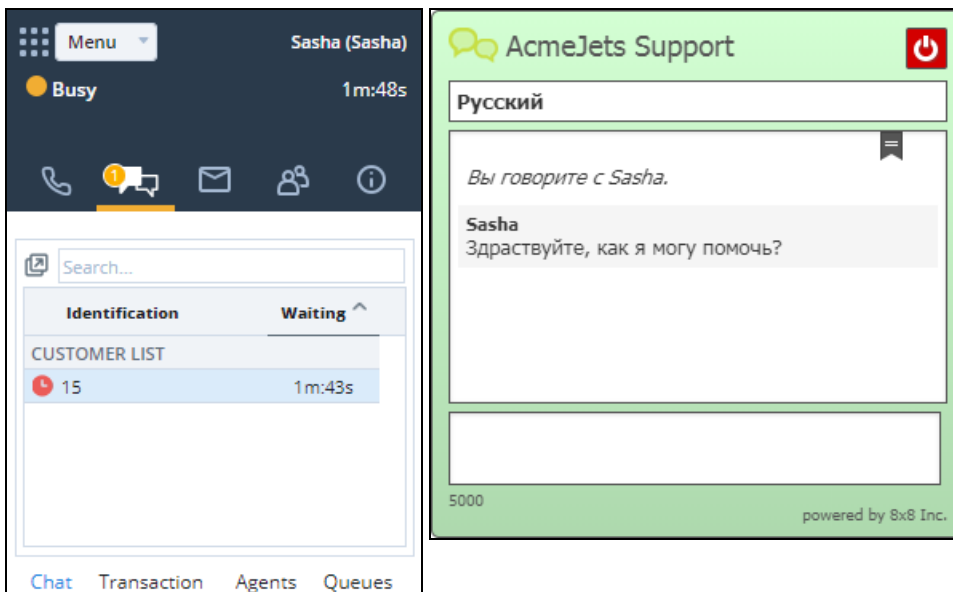 Menu
Sasha (Sasha)
Busy
1m:48s
1
Search...
Identification
Waiting
CUSTOMER LIST
15
1m:43s
Chat Transaction Agents Queues
AcmeJets Support
Русский
Вы говорите с Sasha.
Sasha
Здраствуйте, как я могу помочь?
5000
powered by 8x8 Inc.